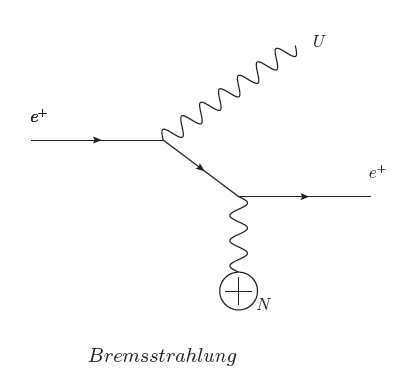 U
e⁺
e⁺
N
Bremsstrahlung